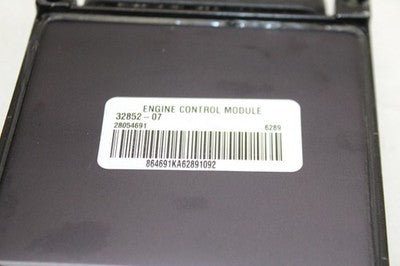 ENGINE CONTROL MODULE
32852-07
28054691 6289
864691KA62891092